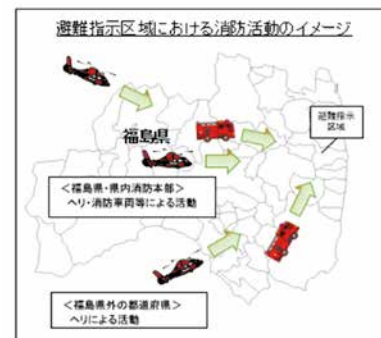 避難指示区域における消防活動のイメージ
避難指示
区域
福島県
＜福島県・県内消防本部＞
ヘリ・消防車両等による活動
＜福島県外の都道府県＞
ヘリによる活動